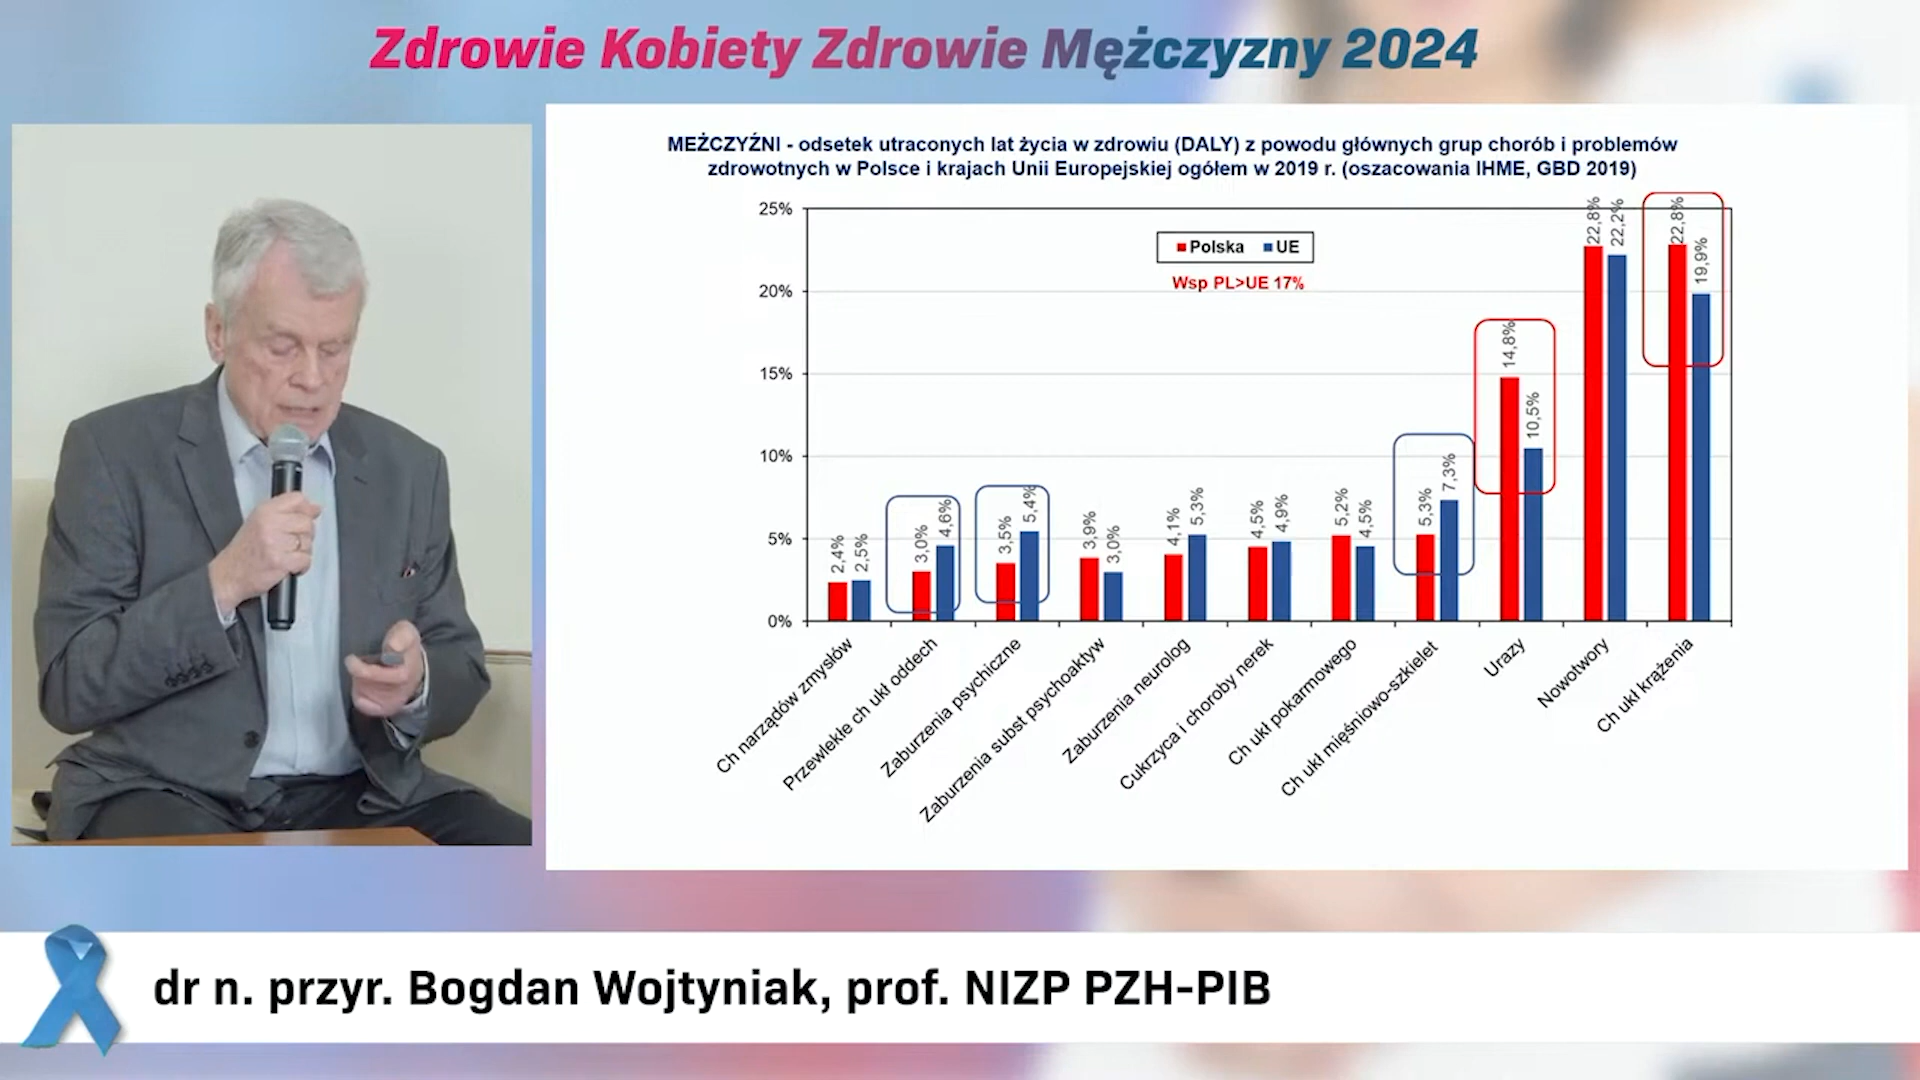 Zdrowie Kobiety Zdrowie Mężczyzny 2024
MEŻCZYŹNI - odsetek utraconych lat życia w zdrowiu (DALY) z powodu głównych grup chorób i problemów
zdrowotnych w Polsce i krajach Unii Europejskiej ogółem w 2019 r. (oszacowania IHME, GBD 2019)
25%
20%
15%
10%
5%
0%
Polska UE
Wsp PL>UE 17%
2,4% 2,5%
3,0% 4,6%
3,5% 5,4%
3,9% 3,0%
4,1% 5,3%
4,5% 4,9%
5,2% 4,5%
5,3% 7,3%
14,8% 10,5%
22,8% 22,2%
22,8% 19,9%
Ch narządów zmysłów
Przewlekłe ch ukł oddech
Zaburzenia psychiczne
Zaburzenia subst psychoaktyw
Zaburzenia neurolog
Cukrzyca i choroby nerek
Ch ukł pokarmowego
Ch ukł mięśniowo-szkielet
Urazy
Nowotwory
Ch ukł krążenia
dr n. przyr. Bogdan Wojtyniak, prof. NIZP PZH-PIB